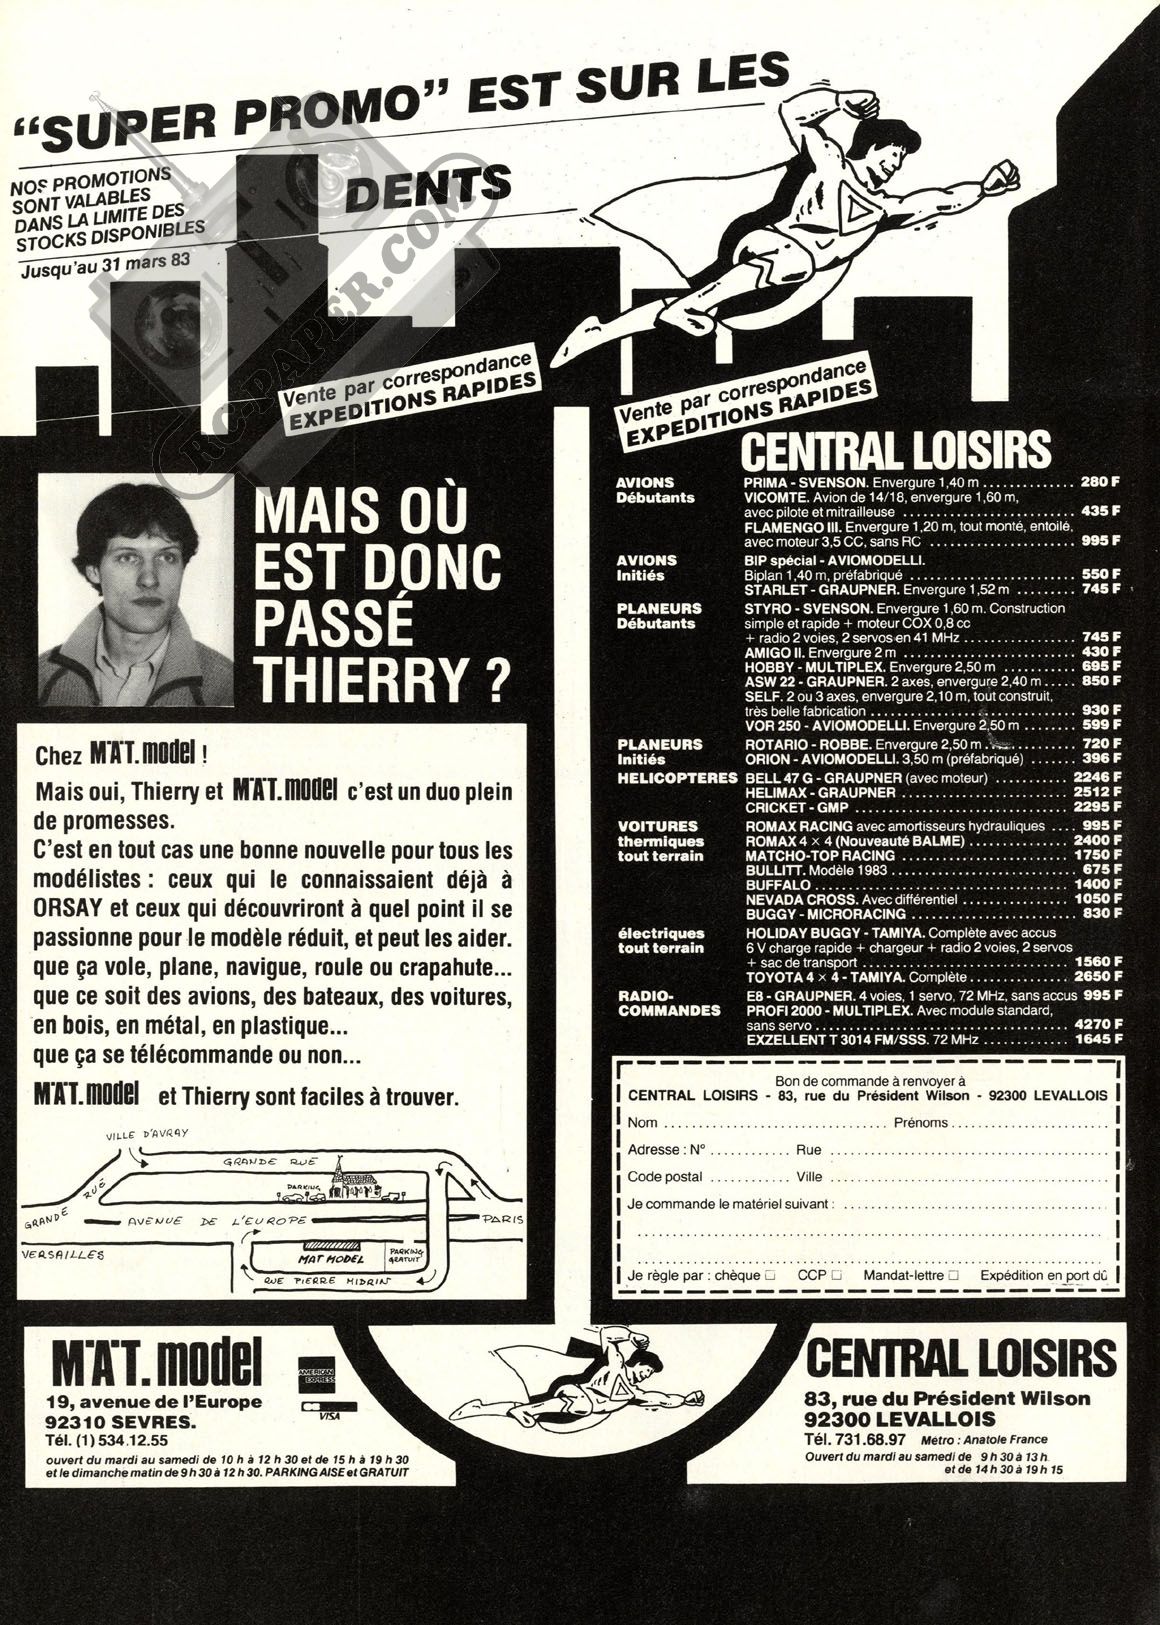 “SUPER PROMO” EST SUR LES
DENTS
NOS PROMOTIONS
SONT VALABLES
DANS LA LIMITE DES
STOCKS DISPONIBLES
Jusqu'au 31 mars 83
RC-PAPER.COM
Vente par correspondance
EXPEDITIONS RAPIDES
Vente par correspondance
EXPEDITIONS RAPIDES
MAIS OÙ
EST DONC
PASSÉ
THIERRY ?
Chez M.A.T. model !
Mais oui, Thierry et M.A.T. model c'est un duo plein
de promesses.
C'est en tout cas une bonne nouvelle pour tous les
modélistes : ceux qui le connaissaient déjà à
ORSAY et ceux qui découvriront à quel point il se
passionne pour le modèle réduit, et peut les aider.
que ça vole, plane, navigue, roule ou crapahute...
que ce soit des avions, des bateaux, des voitures,
en bois, en métal, en plastique...
que ça se télécommande ou non...
M.A.T. model et Thierry sont faciles à trouver.
VILLE D'AVRAY
GRANDE RUE
PARKING
GRANDE RUE
AVENUE DE L'EUROPE
PARIS
VERSAILLES
MAT MODEL
PARKING
GRATUIT
RUE PIERRE MIDRIN
CENTRAL LOISIRS
AVIONS PRIMA - SVENSON. Envergure 1,40 m .............. 280 F
Débutants VICOMTE. Avion de 14/18, envergure 1,60 m,
avec pilote et mitrailleuse .............. 435 F
FLAMENGO III. Envergure 1,20 m, tout monté, entoilé,
avec moteur 3,5 CC, sans RC .............. 995 F
AVIONS BIP spécial - AVIOMODELLI.
Initiés Biplan 1,40 m, préfabriqué .............. 550 F
STARLET - GRAUPNER. Envergure 1,52 m .............. 745 F
PLANEURS STYRO - SVENSON. Envergure 1,60 m. Construction
Débutants simple et rapide + moteur COX 0,8 cc
+ radio 2 voies, 2 servos en 41 MHz .............. 745 F
AMIGO II. Envergure 2 m .............. 430 F
HOBBY - MULTIPLEX. Envergure 2,50 m .............. 695 F
ASW 22 - GRAUPNER. 2 axes, envergure 2,40 m ..... 850 F
SELF. 2 ou 3 axes, envergure 2,10 m, tout construit,
très belle fabrication .............. 930 F
VOR 250 - AVIOMODELLI. Envergure 2,50 m .............. 599 F
PLANEURS ROTARIO - ROBBE. Envergure 2,50 m .............. 720 F
Initiés ORION - AVIOMODELLI. 3,50 m (préfabriqué) ....... 396 F
HELICOPTERES BELL 47 G - GRAUPNER (avec moteur) .............. 2246 F
HELIMAX - GRAUPNER .............. 2512 F
CRICKET - GMP .............. 2295 F
VOITURES ROMAX RACING avec amortisseurs hydrauliques .... 995 F
thermiques ROMAX 4 × 4 (Nouveauté BALME) .............. 2400 F
tout terrain MATCHO-TOP RACING .............. 1750 F
BULLITT. Modèle 1983 .............. 675 F
BUFFALO .............. 1400 F
NEVADA CROSS. Avec différentiel .............. 1050 F
BUGGY - MICRORACING .............. 830 F
électriques HOLIDAY BUGGY - TAMIYA. Complète avec accus
tout terrain 6 V charge rapide + chargeur + radio 2 voies, 2 servos
+ sac de transport .............. 1560 F
TOYOTA 4 × 4 - TAMIYA. Complète .............. 2650 F
RADIO- E8 - GRAUPNER. 4 voies, 1 servo, 72 MHz, sans accus 995 F
COMMANDES PROFI 2000 - MULTIPLEX. Avec module standard,
sans servo .............. 4270 F
EXZELLENT T 3014 FM/SSS. 72 MHz .............. 1645 F
Bon de commande à renvoyer à
CENTRAL LOISIRS - 83, rue du Président Wilson - 92300 LEVALLOIS
Nom .............. Prénoms ..............
Adresse : N° .......... Rue ..............
Code postal .......... Ville ..............
Je commande le matériel suivant : ..............
Je règle par : chèque □ CCP □ Mandat-lettre □ Expédition en port dû
M.A.T. model
19, avenue de l'Europe
92310 SEVRES.
Tél. (1) 534.12.55
ouvert du mardi au samedi de 10 h à 12 h 30 et de 15 h à 19 h 30
et le dimanche matin de 9 h 30 à 12 h 30. PARKING AISE et GRATUIT
AMERICAN
EXPRESS
VISA
CENTRAL LOISIRS
83, rue du Président Wilson
92300 LEVALLOIS
Tél. 731.68.97 Métro : Anatole France
Ouvert du mardi au samedi de 9 h 30 à 13 h
et de 14 h 30 à 19 h 15